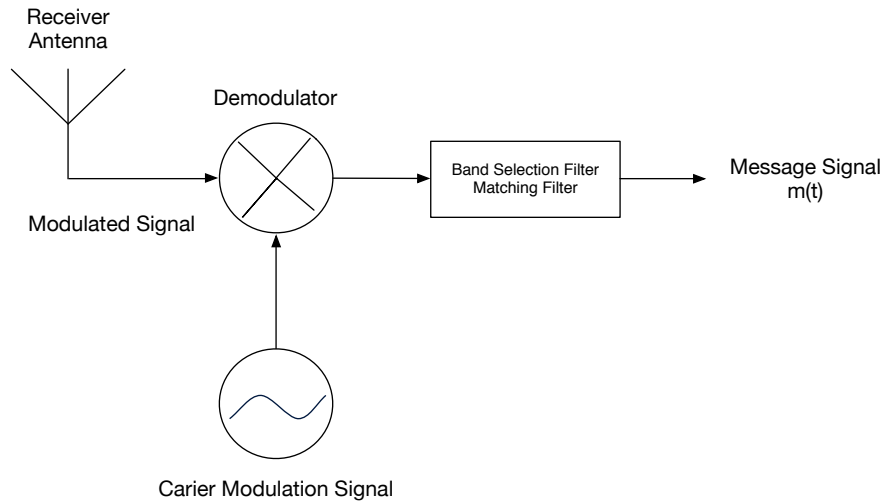 Receiver
Antenna
Demodulator
Band Selection Filter
Matching Filter
Message Signal
m(t)
Modulated Signal
Carier Modulation Signal